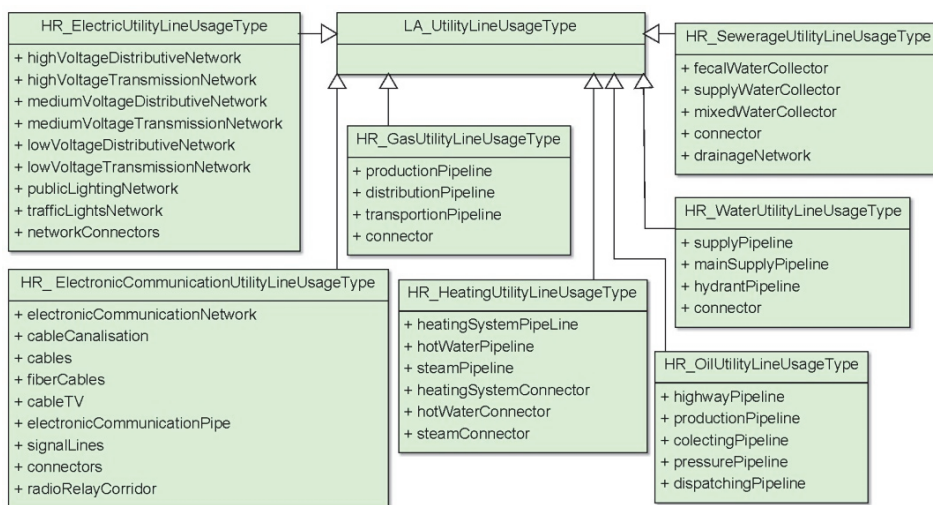 HR_ElectricUtilityLineUsageType
+ highVoltageDistributiveNetwork
+ highVoltageTransmissionNetwork
+ mediumVoltageDistributiveNetwork
+ mediumVoltageTransmissionNetwork
+ lowVoltageDistributiveNetwork
+ lowVoltageTransmissionNetwork
+ publicLightingNetwork
+ trafficLightsNetwork
+ networkConnectors
LA_UtilityLineUsageType
HR_SewerageUtilityLineUsageType
+ fecalWaterCollector
+ supplyWaterCollector
+ mixedWaterCollector
+ connector
+ drainageNetwork
HR_GasUtilityLineUsageType
+ productionPipeline
+ distributionPipeline
+ transportionPipeline
+ connector
HR_WaterUtilityLineUsageType
+ supplyPipeline
+ mainSupplyPipeline
+ hydrantPipeline
+ connector
HR_ ElectronicCommunicationUtilityLineUsageType
+ electronicCommunicationNetwork
+ cableCanalisation
+ cables
+ fiberCables
+ cableTV
+ electronicCommunicationPipe
+ signalLines
+ connectors
+ radioRelayCorridor
HR_HeatingUtilityLineUsageType
+ heatingSystemPipeLine
+ hotWaterPipeline
+ steamPipeline
+ heatingSystemConnector
+ hotWaterConnector
+ steamConnector
HR_OilUtilityLineUsageType
+ highwayPipeline
+ productionPipeline
+ colectingPipeline
+ pressurePipeline
+ dispatchingPipeline